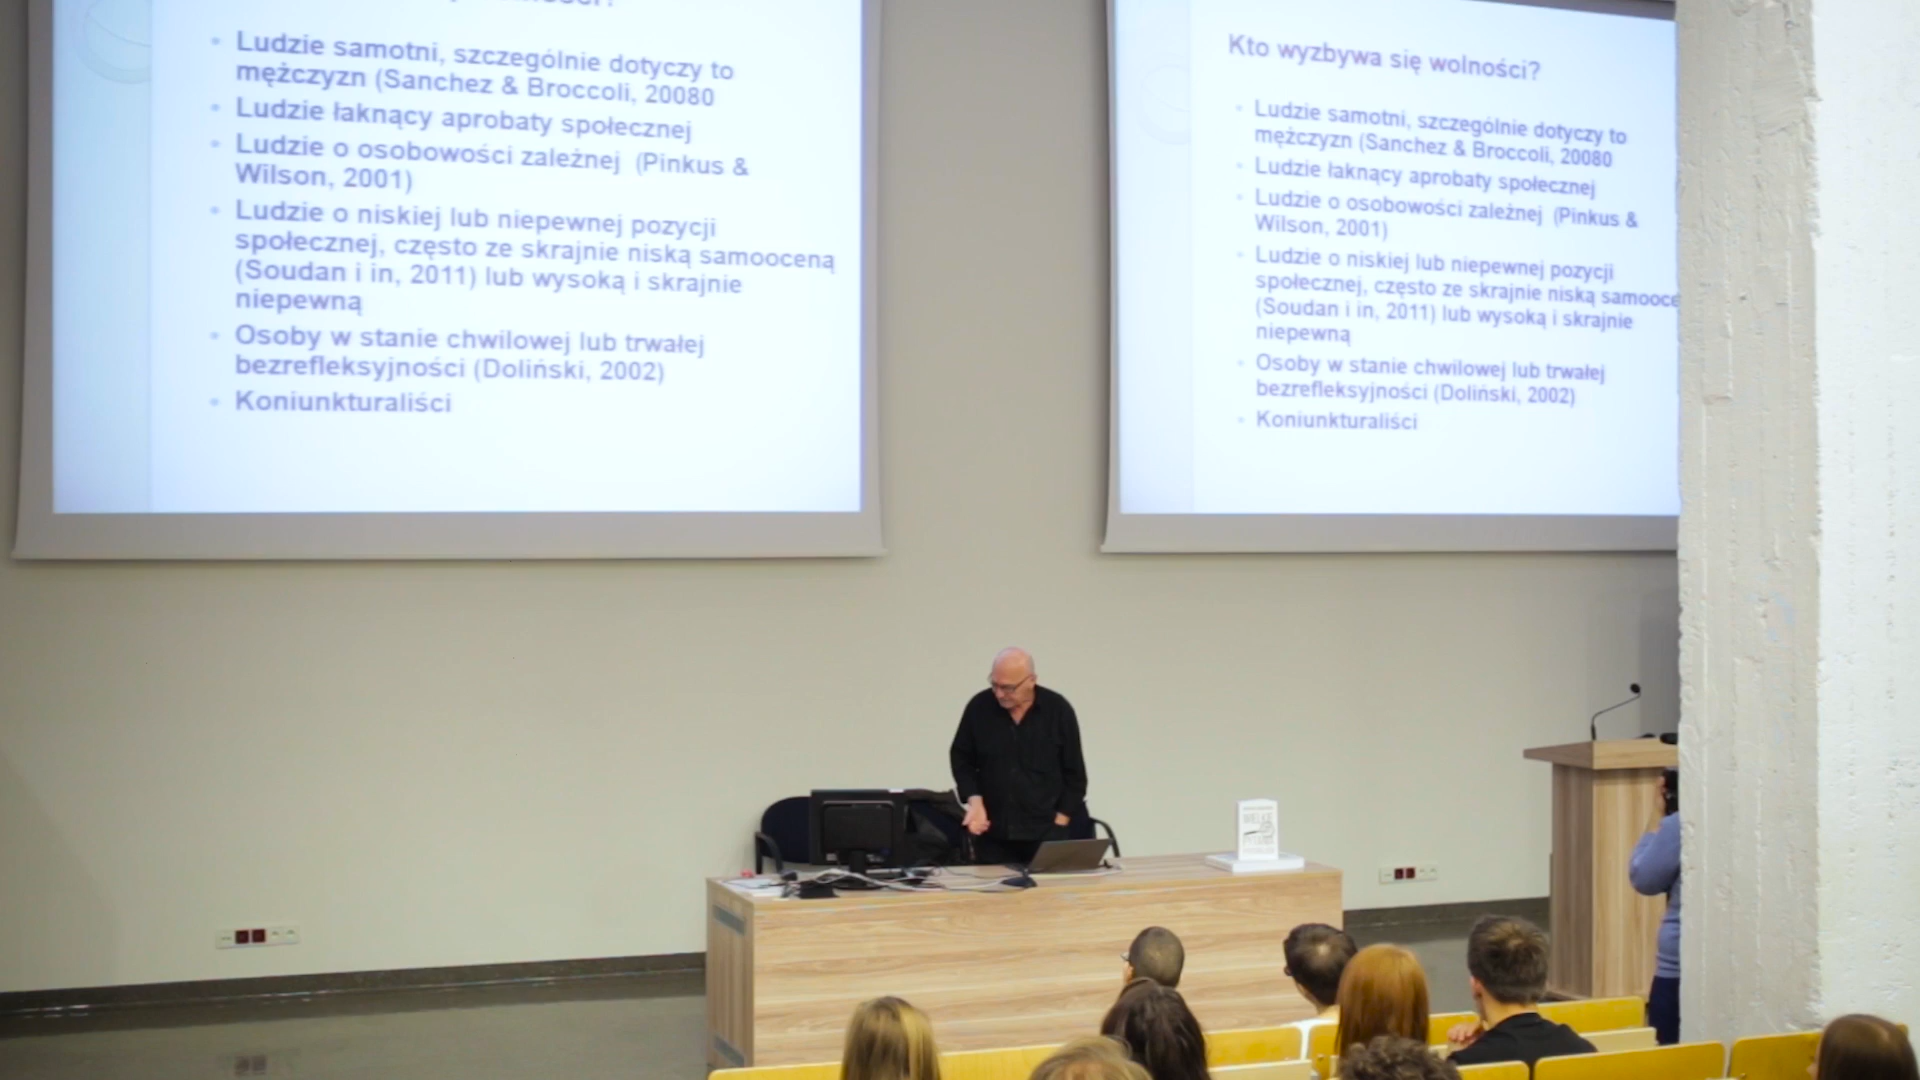 Ludzie samotni, szczególnie dotyczy to
mężczyzn (Sanchez & Broccoli, 20080
Ludzie łaknący aprobaty społecznej
Ludzie o osobowości zależnej (Pinkus &
Wilson, 2001)
Ludzie o niskiej lub niepewnej pozycji
społecznej, często ze skrajnie niską samooceną
(Soudan i in, 2011) lub wysoką i skrajnie
niepewną
Osoby w stanie chwilowej lub trwałej
bezrefleksyjności (Doliński, 2002)
Koniunkturaliści
Kto wyzbywa się wolności?
Ludzie samotni, szczególnie dotyczy to
mężczyzn (Sanchez & Broccoli, 20080
Ludzie łaknący aprobaty społecznej
Ludzie o osobowości zależnej (Pinkus &
Wilson, 2001)
Ludzie o niskiej lub niepewnej pozycji
społecznej, często ze skrajnie niską samooce
(Soudan i in, 2011) lub wysoką i skrajnie
niepewną
Osoby w stanie chwilowej lub trwałej
bezrefleksyjności (Doliński, 2002)
Koniunkturaliści
WIELKIE